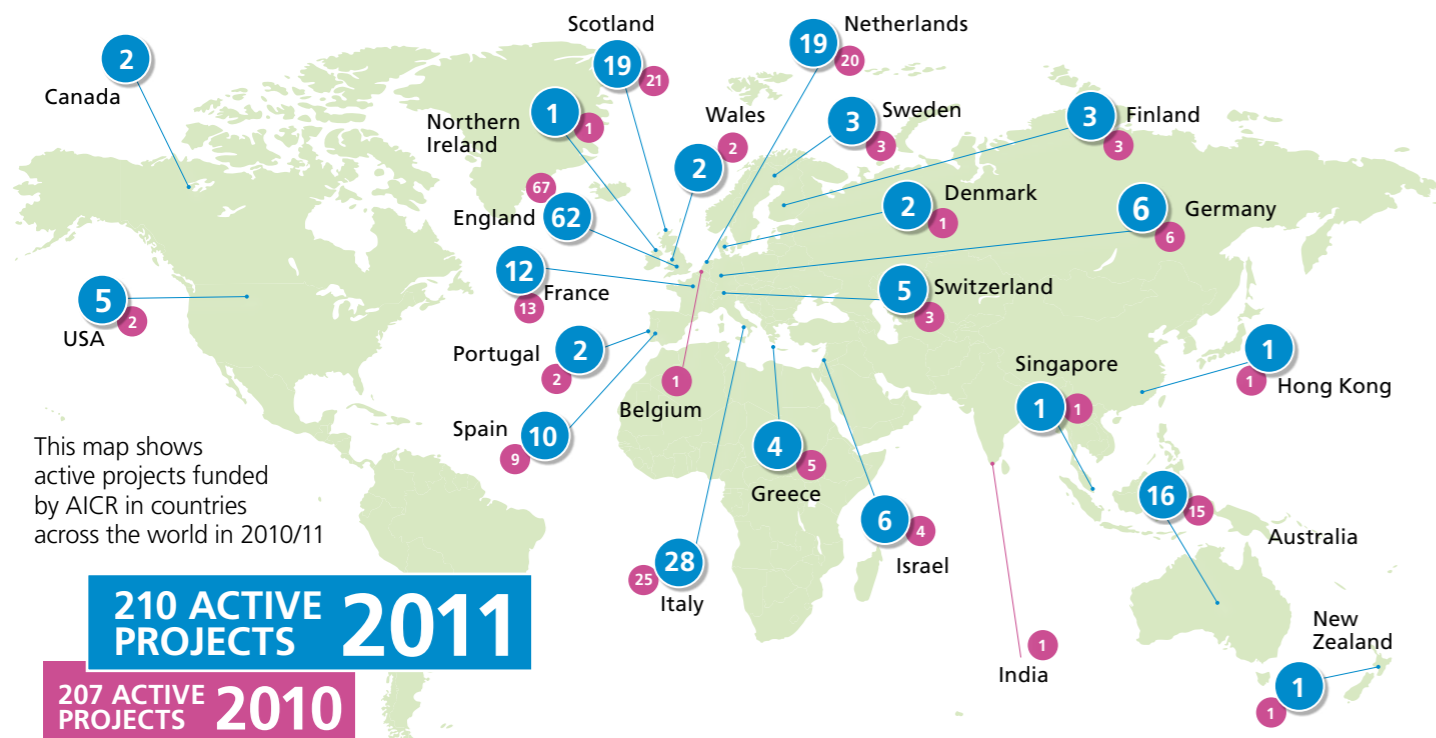 Scotland
19
21
Netherlands
19
20
2
Canada
Northern
Ireland
1
1
Wales
2
2
Sweden
3
3
3
Finland
3
67
England
62
Denmark
2
1
6
Germany
6
12
France
13
5
Switzerland
3
5
USA
2
Portugal
2
2
1
Belgium
Singapore
1
1
1
Hong Kong
1
Spain
10
9
4
5
Greece
16
15
Australia
6
4
Israel
28
25
Italy
1
India
New
Zealand
1
1
This map shows
active projects funded
by AICR in countries
across the world in 2010/11
210 ACTIVE
PROJECTS
2011
207 ACTIVE
PROJECTS
2010